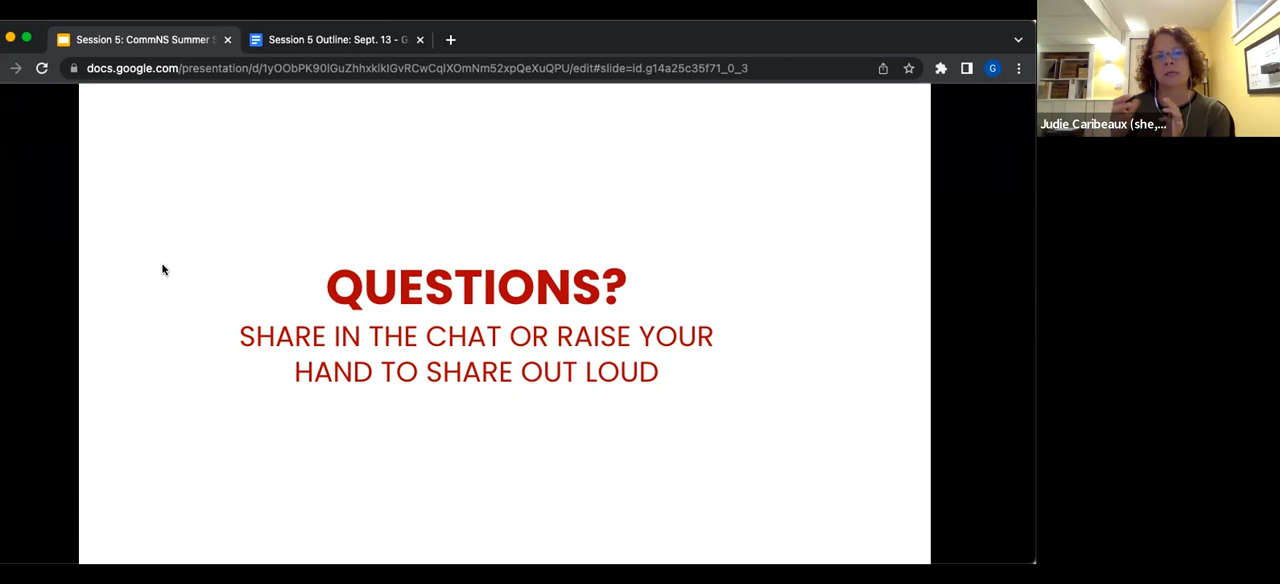 Session 5: CommNS Summer S
Session 5 Outline: Sept. 13 - G
docs.google.com/presentation/d/1yOObPK90lGuZhhxklklGvRCwCqlXOmNm52xpQeXuQPU/edit#slide=id.g14a25c35f71_0_3
G
Judie Caribeaux (she,...
QUESTIONS?
SHARE IN THE CHAT OR RAISE YOUR
HAND TO SHARE OUT LOUD